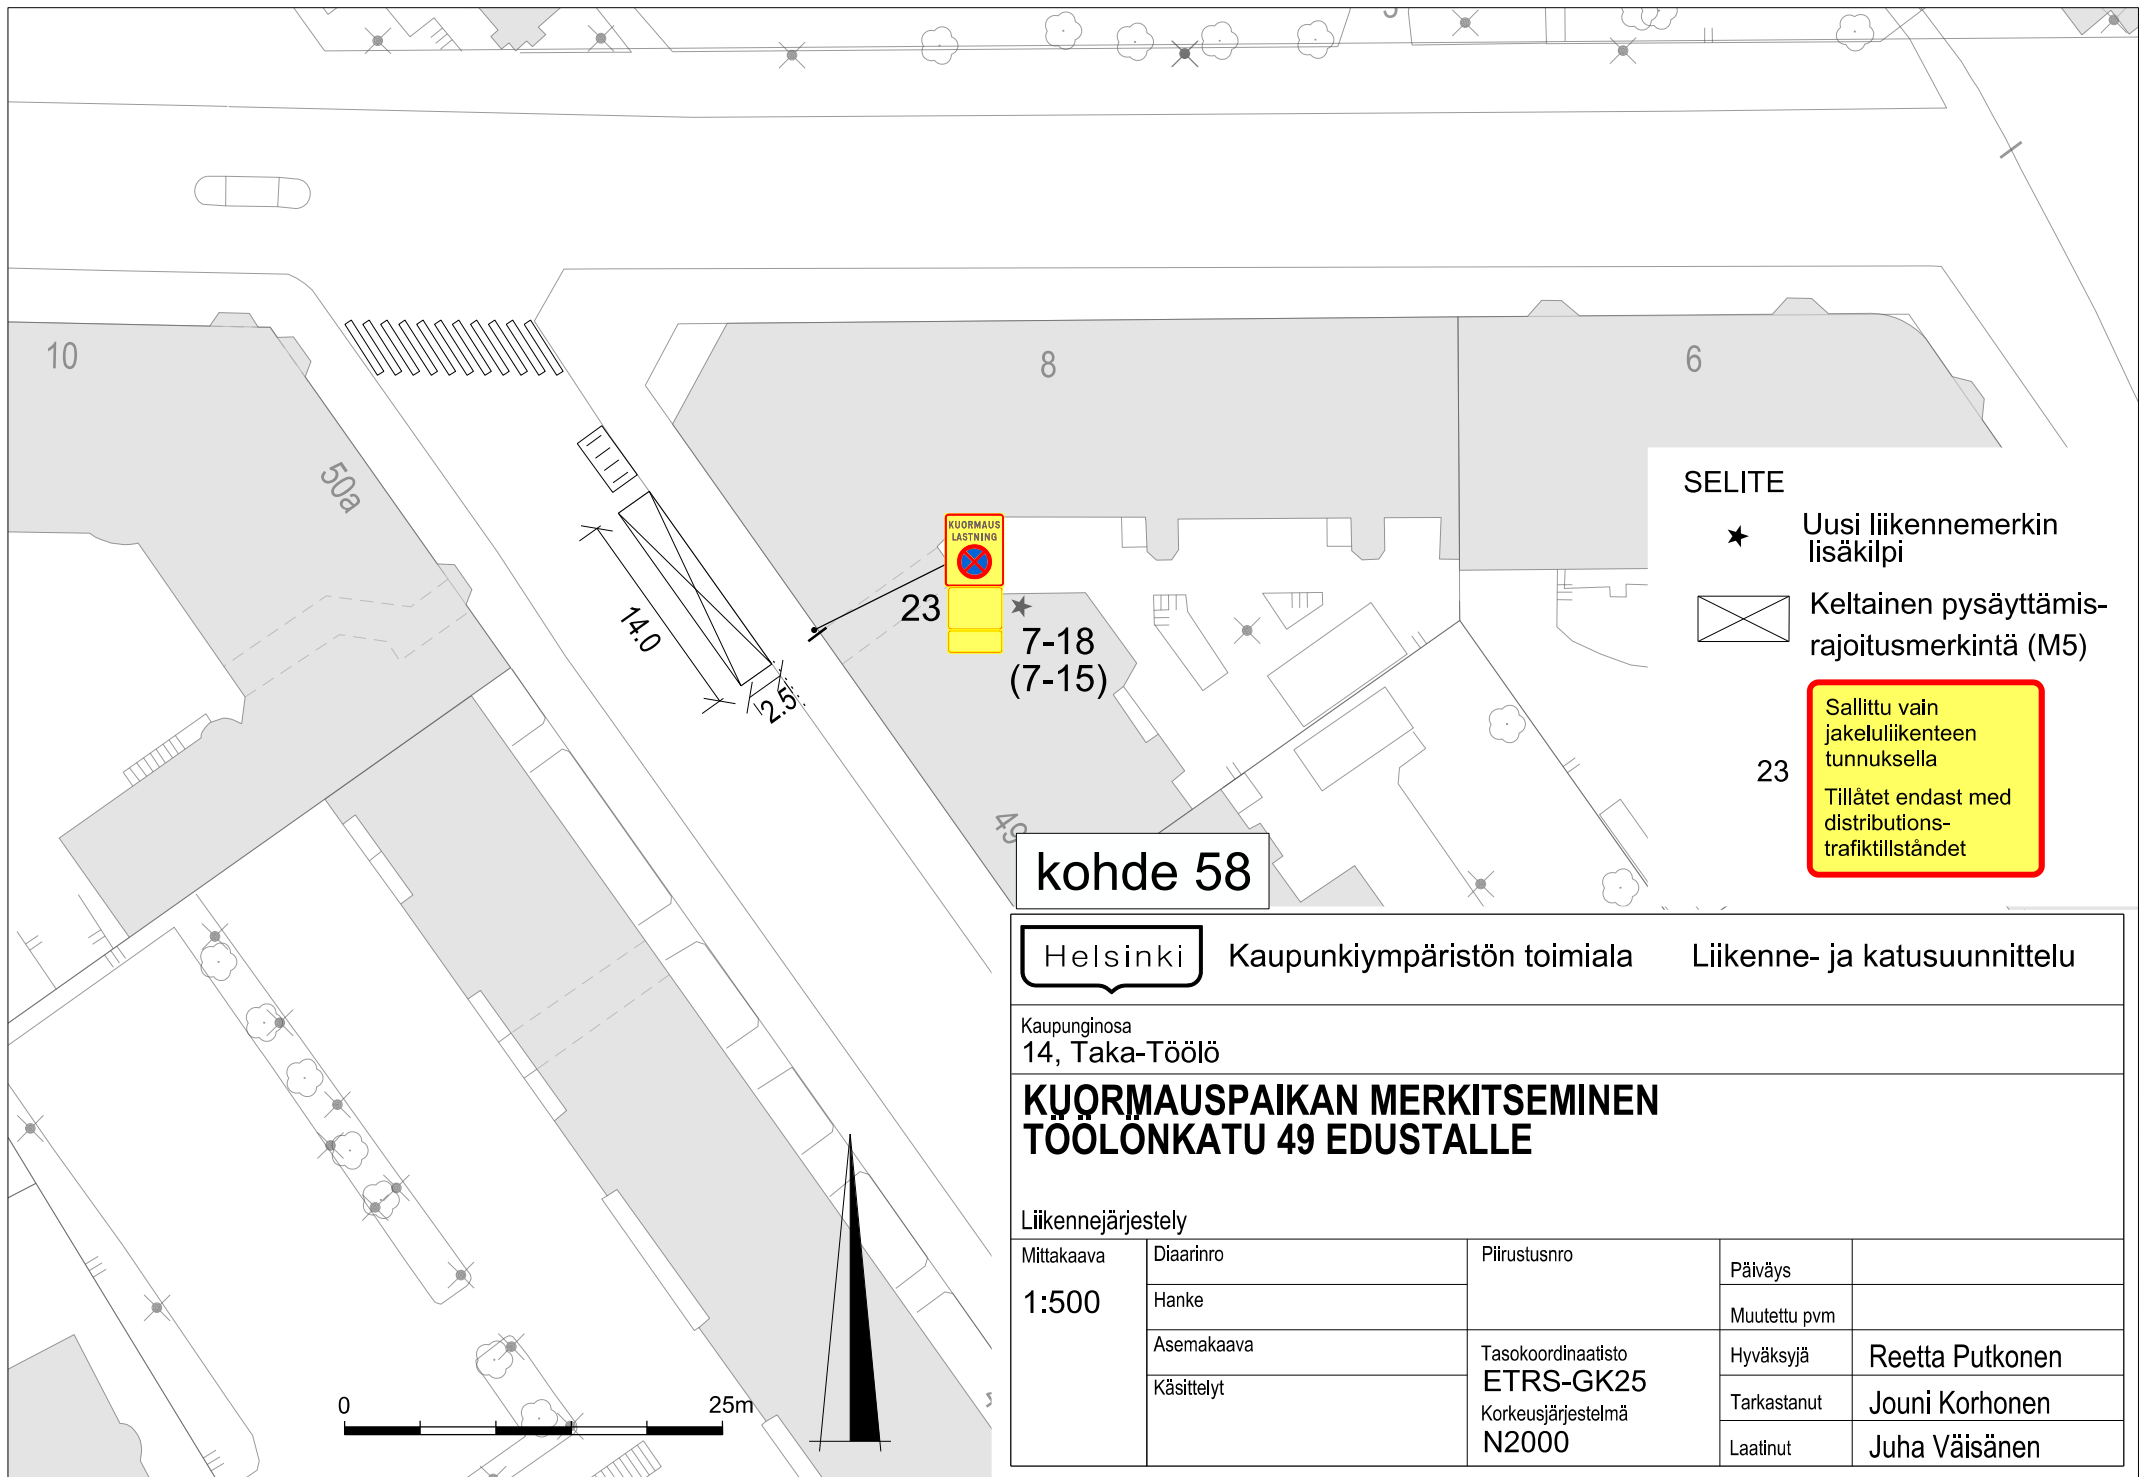 10
8
6
50a
KUORMAUS
LASTNING
23
7-18
(7-15)
14.0
2.5
49
SELITE
Uusi liikennemerkin
lisäkilpi
Keltainen pysäyttämis-
rajoitusmerkintä (M5)
23
Sallittu vain
jakeluliikenteen
tunnuksella
Tillåtet endast med
distributions-
trafiktillståndet
kohde 58
Helsinki
Kaupunkiympäristön toimiala
Liikenne- ja katusuunnittelu
Kaupunginosa
14, Taka-Töölö
KUORMAUSPAIKAN MERKITSEMINEN
TÖÖLÖNKATU 49 EDUSTALLE
Liikennejärjestely
Mittakaava
1:500
Diaarinro
Hanke
Asemakaava
Käsittelyt
Piirustusnro
Tasokoordinaatisto
ETRS-GK25
Korkeusjärjestelmä
N2000
Päiväys
Muutettu pvm
Hyväksyjä
Reetta Putkonen
Tarkastanut
Jouni Korhonen
Laatinut
Juha Väisänen
0
25m